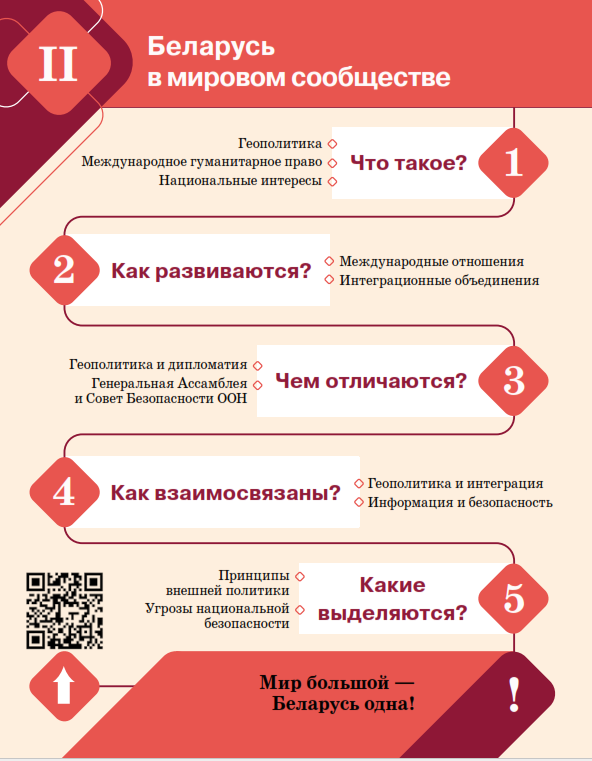 II
Беларусь
в мировом сообществе
Геополитика
Международное гуманитарное право
Национальные интересы
Что такое?
1
2
Как развиваются?
Международные отношения
Интеграционные объединения
Геополитика и дипломатия
Генеральная Ассамблея
и Совет Безопасности ООН
Чем отличаются?
3
4
Как взаимосвязаны?
Геополитика и интеграция
Информация и безопасность
Принципы
внешней политики
Угрозы национальной
безопасности
Какие
выделяются?
5
Мир большой —
Беларусь одна!
!